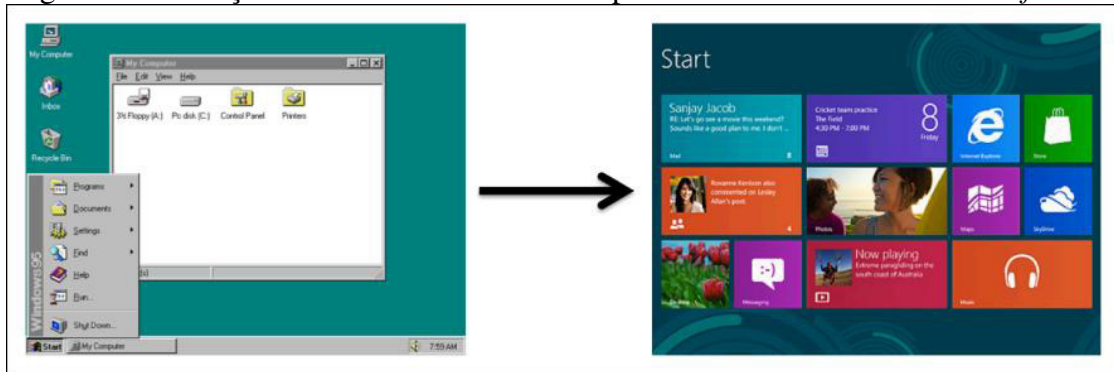 My Computer
Inbox
Recycle Bin
My Computer
File Edit View Help
3½ Floppy (A:) Pc disk (C:) Control Panel Printers
Programs
Documents
Settings
Find
Help
Run...
Shut Down...
Windows95
Start My Computer 7:59 AM
Start
Sanjay Jacob
RE: Let's go see a movie this weekend?
Sounds like a good plan to me. I don't ...
Mail 8
Cricket team practice
The Field
4:30 PM - 7:00 PM
8
Friday
Internet Explorer
Store
Roxanne Kenison also
commented on Lesley
Allen's post.
4
Photos
Maps
SkyDrive
Desktop
Messaging
Now playing
Extreme paragliding on the
south coast of Australia
Music